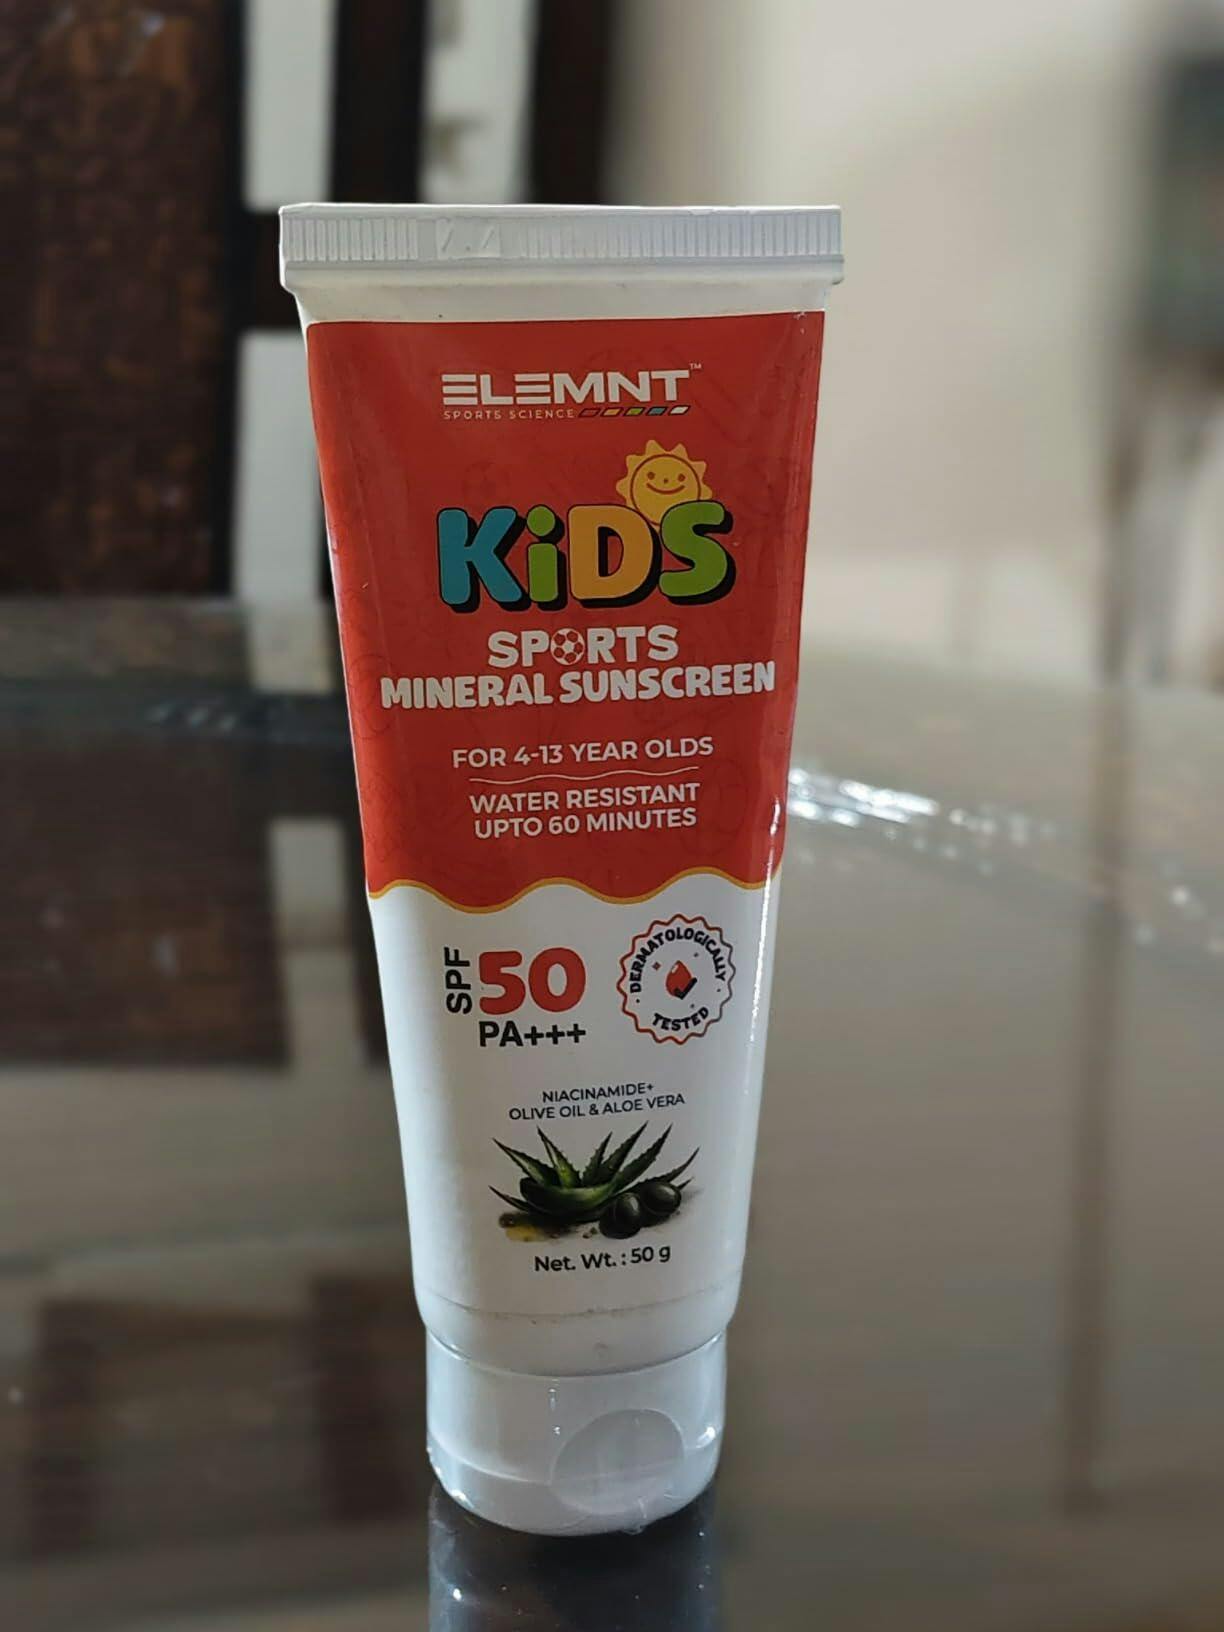 ELEMNT™
SPORTS SCIENCE
KiDS
SPORTS
MINERAL SUNSCREEN
FOR 4-13 YEAR OLDS
WATER RESISTANT
UPTO 60 MINUTES
SPF 50
PA+++
DERMATOLOGICALLY
TESTED
NIACINAMIDE+
OLIVE OIL & ALOE VERA
Net. Wt. : 50 g